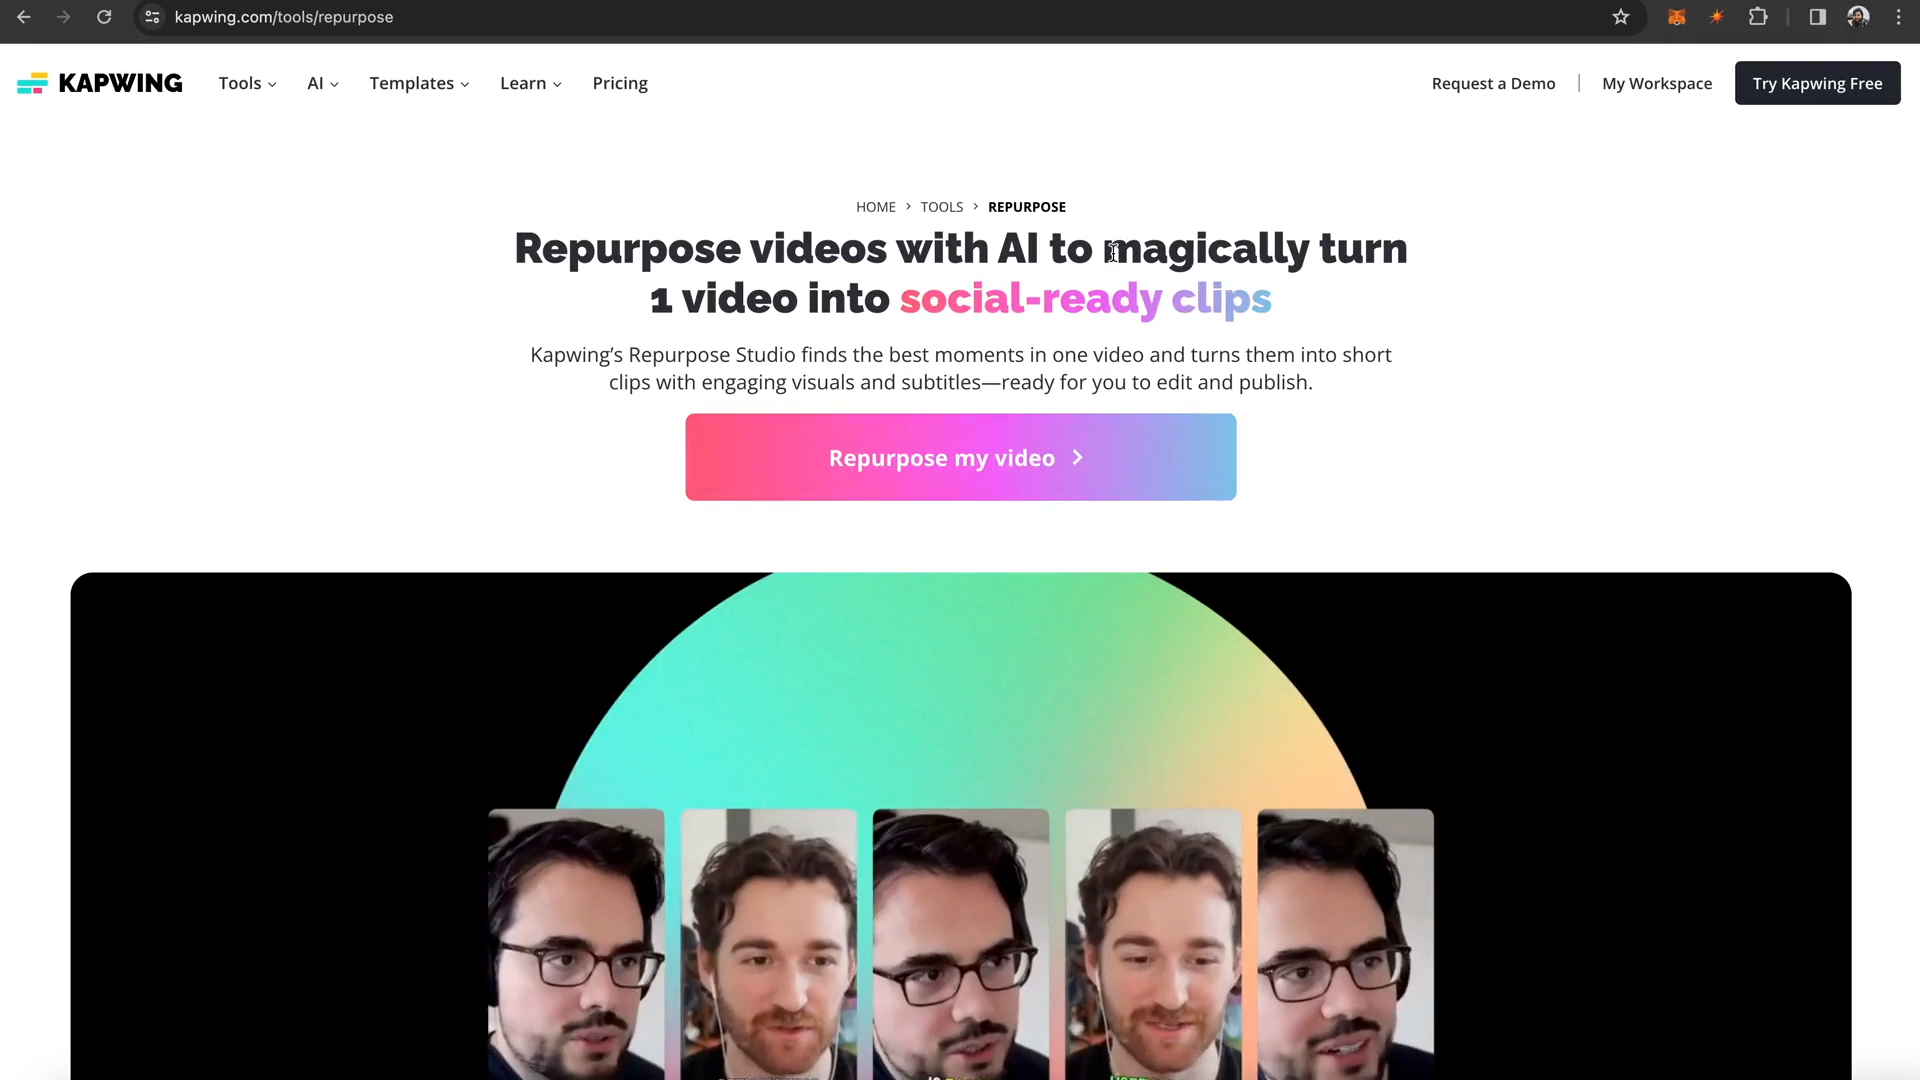 kapwing.com/tools/repurpose
KAPWING Tools AI Templates Learn Pricing Request a Demo | My Workspace Try Kapwing Free
HOME > TOOLS > REPURPOSE
Repurpose videos with AI to magically turn
1 video into social-ready clips
Kapwing’s Repurpose Studio finds the best moments in one video and turns them into short
clips with engaging visuals and subtitles—ready for you to edit and publish.
Repurpose my video >